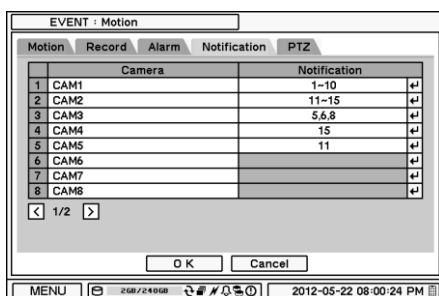 EVENT : Motion
Motion Record Alarm Notification PTZ
Camera Notification
1 CAM1 1~10
2 CAM2 11~15
3 CAM3 5,6,8
4 CAM4 15
5 CAM5 11
6 CAM6
7 CAM7
8 CAM8
< 1/2 >
OK Cancel
MENU 2GB/240GB 2012-05-22 08:00:24 PM